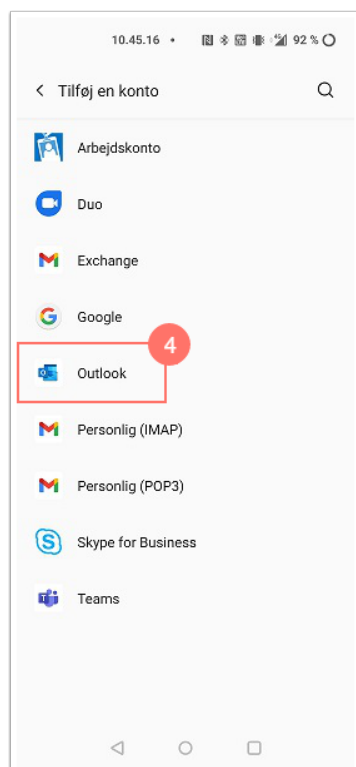 10.45.16 • 92 %
Tilføj en konto
Arbejdskonto
Duo
Exchange
Google
4
Outlook
Personlig (IMAP)
Personlig (POP3)
Skype for Business
Teams